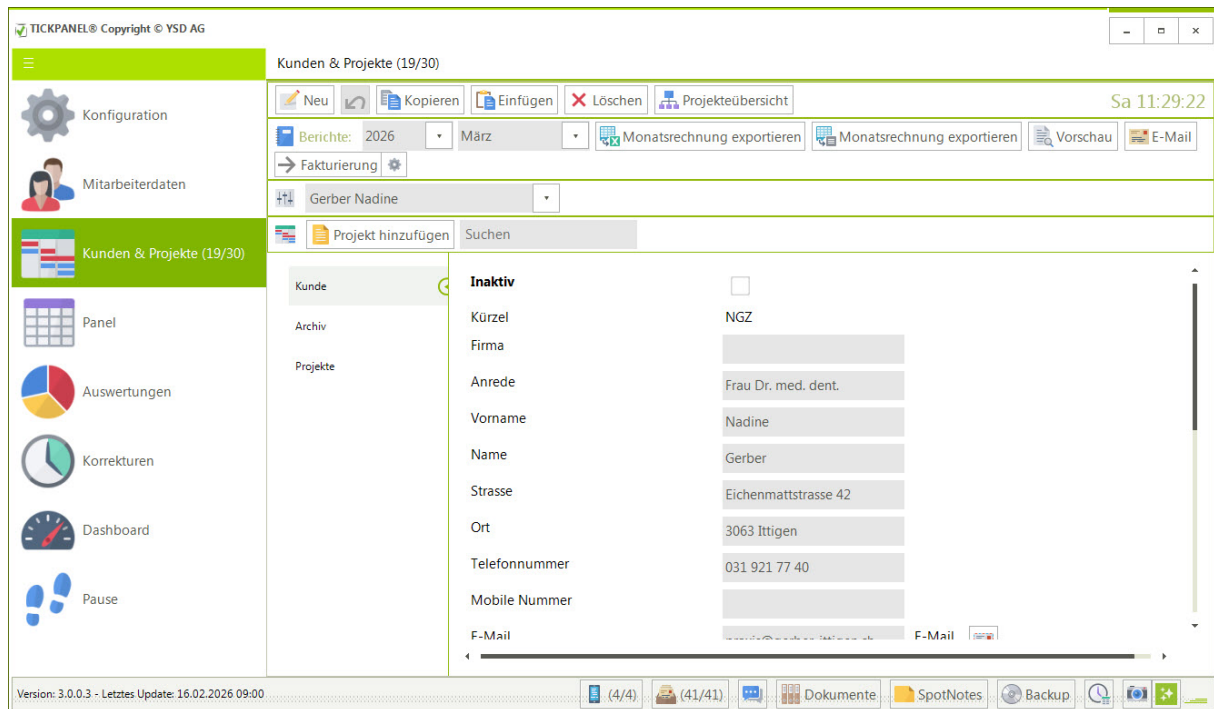 TICKPANEL® Copyright © YSD AG
Kunden & Projekte (19/30)
Neu Kopieren Einfügen Löschen Projekteübersicht Sa 11:29:22
Berichte: 2026 März Monatsrechnung exportieren Monatsrechnung exportieren Vorschau E-Mail
Fakturierung
Gerber Nadine
Projekt hinzufügen Suchen
Konfiguration
Mitarbeiterdaten
Kunden & Projekte (19/30)
Panel
Auswertungen
Korrekturen
Dashboard
Pause
Kunde
Archiv
Projekte
Inaktiv
Kürzel NGZ
Firma
Anrede Frau Dr. med. dent.
Vorname Nadine
Name Gerber
Strasse Eichenmattstrasse 42
Ort 3063 Ittigen
Telefonnummer 031 921 77 40
Mobile Nummer
E-Mail praxis@gerber-ittigen.ch E-Mail
Version: 3.0.0.3 - Letztes Update: 16.02.2026 09:00 (4/4) (41/41) Dokumente SpotNotes Backup